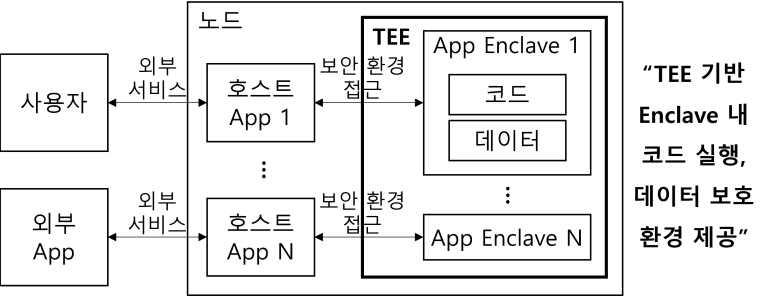 노드
TEE
App Enclave 1
코드
데이터
사용자
외부
서비스
호스트
App 1
보안 환경
접근
⋮
⋮
외부
App
외부
서비스
호스트
App N
보안 환경
접근
App Enclave N
“TEE 기반
Enclave 내
코드 실행,
데이터 보호
환경 제공”